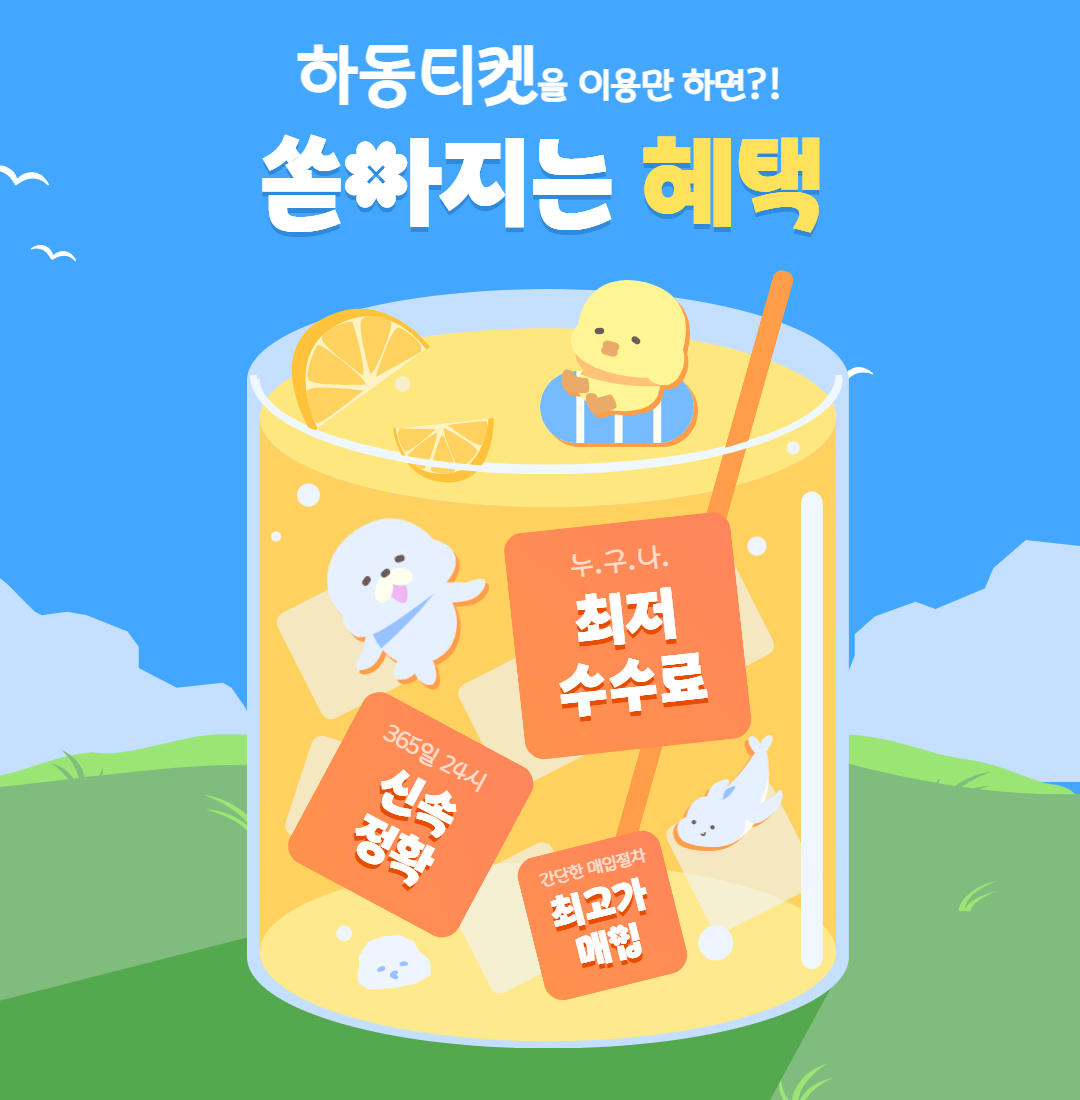 하동티켓을 이용만 하면?!
쏟아지는 혜택
누.구.나.
최저
수수료
365일 24시
신속
정확
간단한 매입절차
최고가
매입